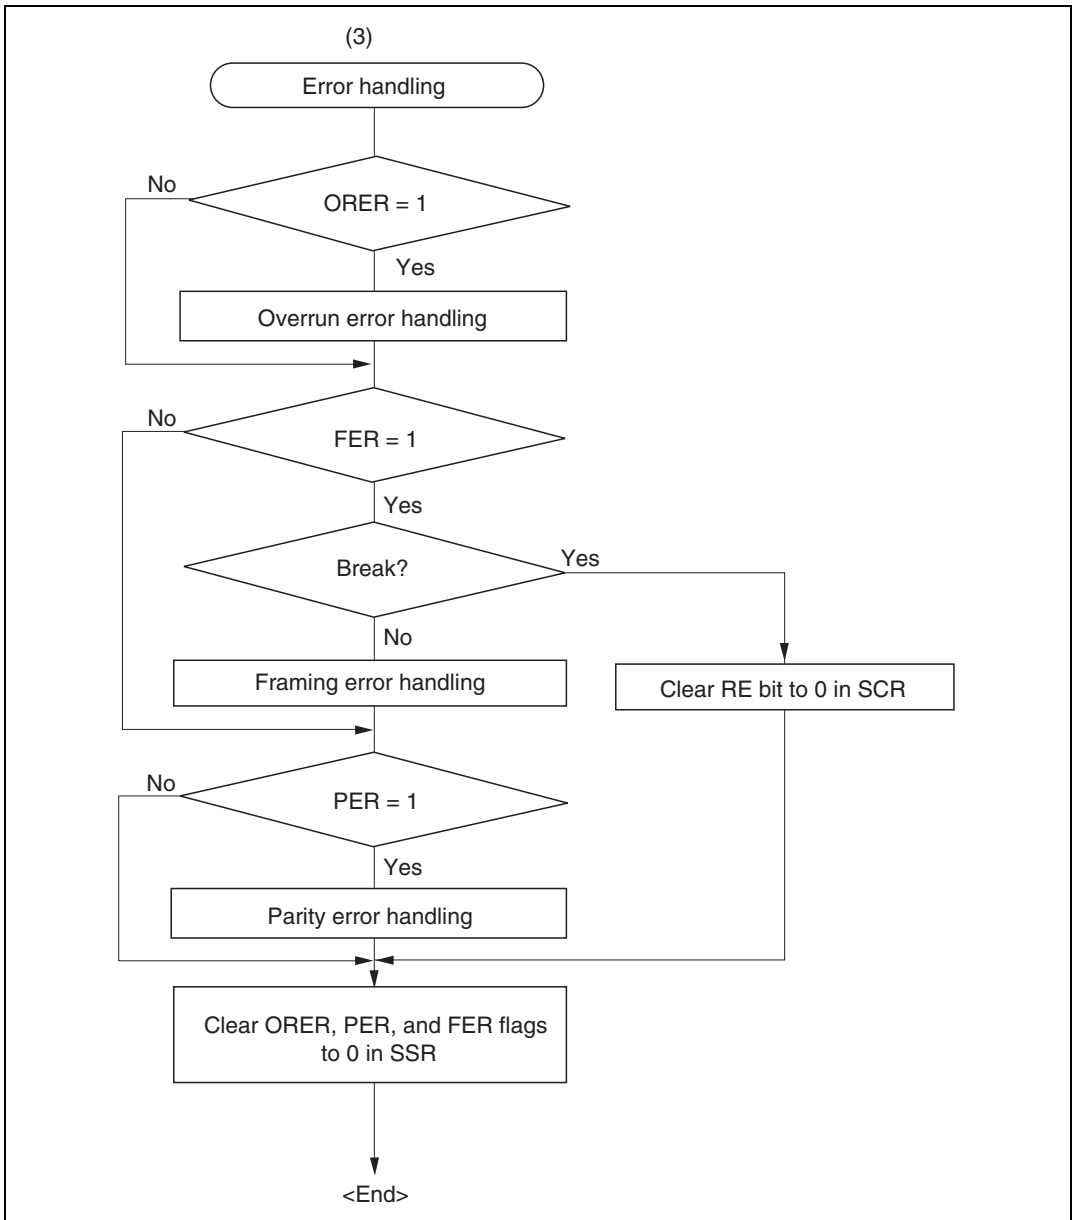 (3)
Error handling
No
ORER = 1
Yes
Overrun error handling
No
FER = 1
Yes
Break?
Yes
No
Framing error handling
Clear RE bit to 0 in SCR
No
PER = 1
Yes
Parity error handling
Clear ORER, PER, and FER flags
to 0 in SSR
<End>